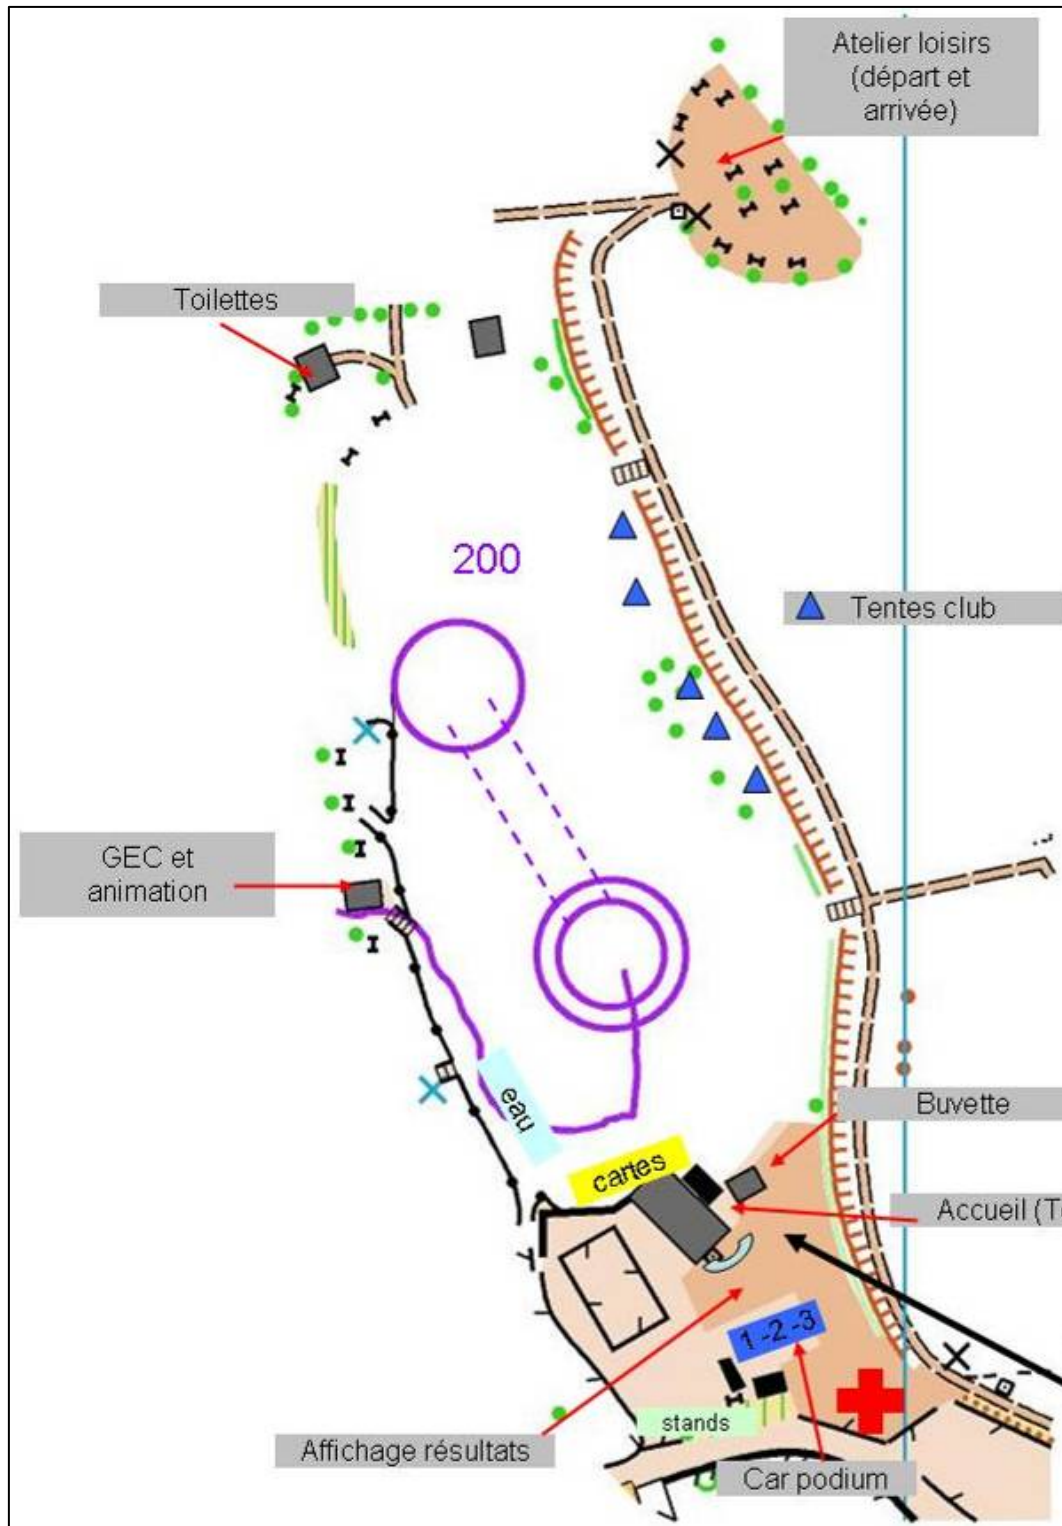 Atelier loisirs
(départ et
arrivée)
Toilettes
200
Tentes club
GEC et
animation
eau
Buvette
cartes
Accueil (T
1 -2 -3
stands
Affichage résultats
Car podium